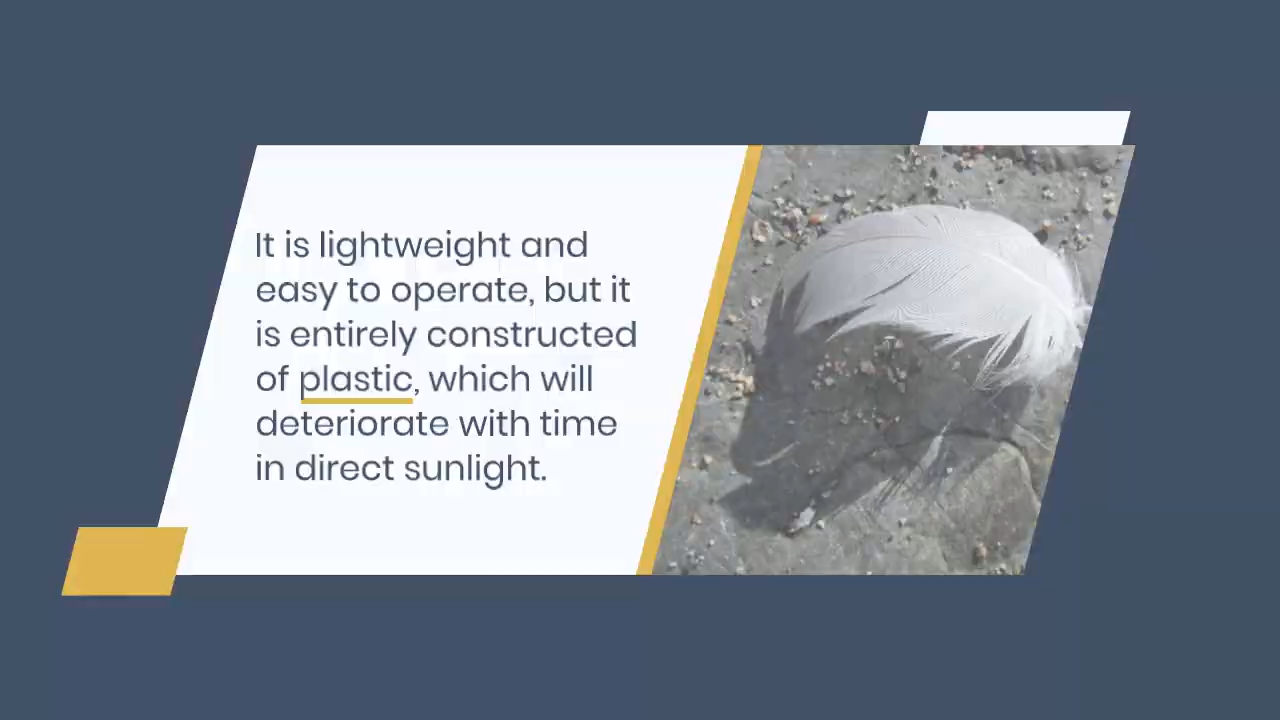 It is lightweight and
easy to operate, but it
is entirely constructed
of plastic, which will
deteriorate with time
in direct sunlight.